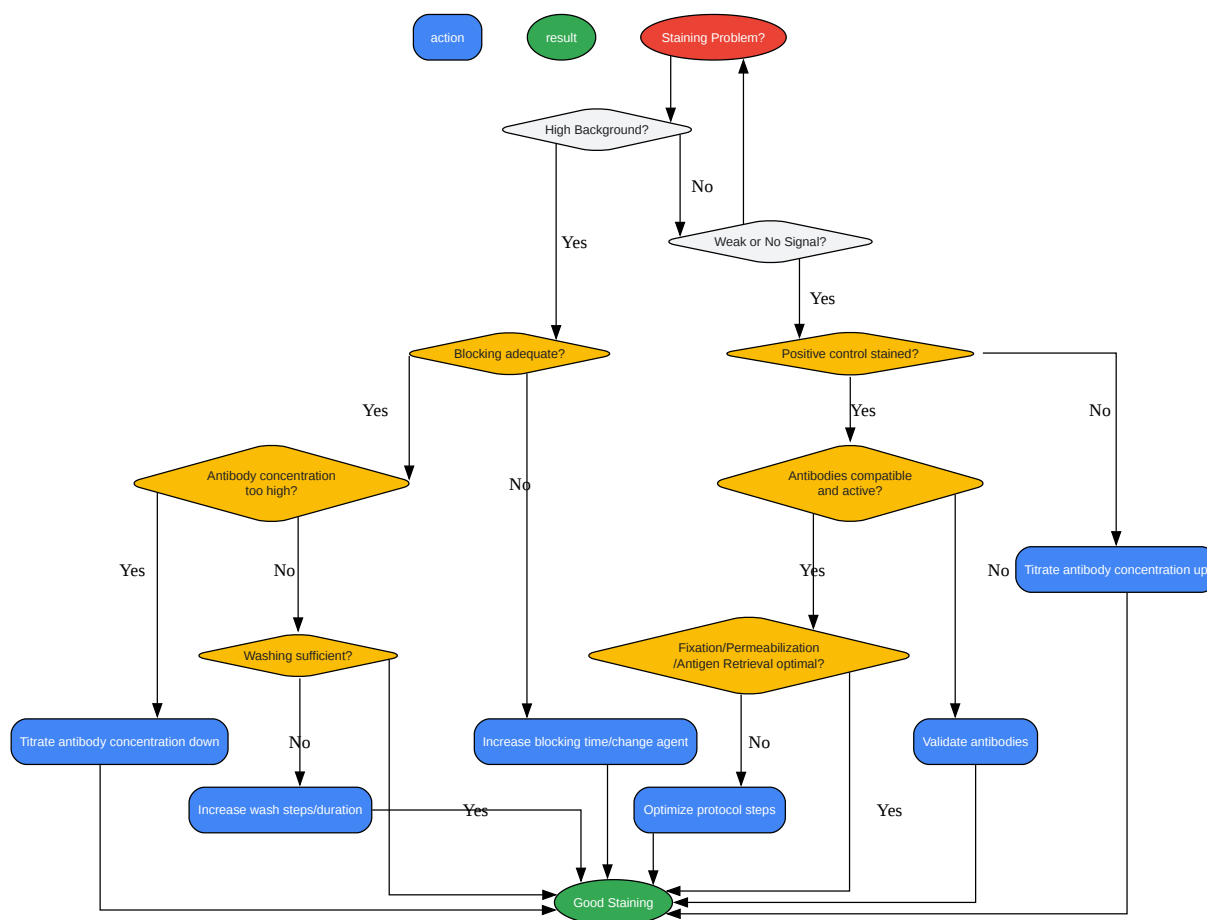 action
result
Staining Problem?
High Background?
No
Yes
Weak or No Signal?
Yes
Blocking adequate?
Positive control stained?
Yes
Yes
No
Antibody concentration
too high?
No
Antibodies compatible
and active?
Yes
No
Yes
No
Titrate antibody concentration up
Washing sufficient?
Fixation/Permeabilization
/Antigen Retrieval optimal?
Titrate antibody concentration down
No
Increase blocking time/change agent
No
Validate antibodies
Increase wash steps/duration
Yes
Optimize protocol steps
Yes
Good Staining